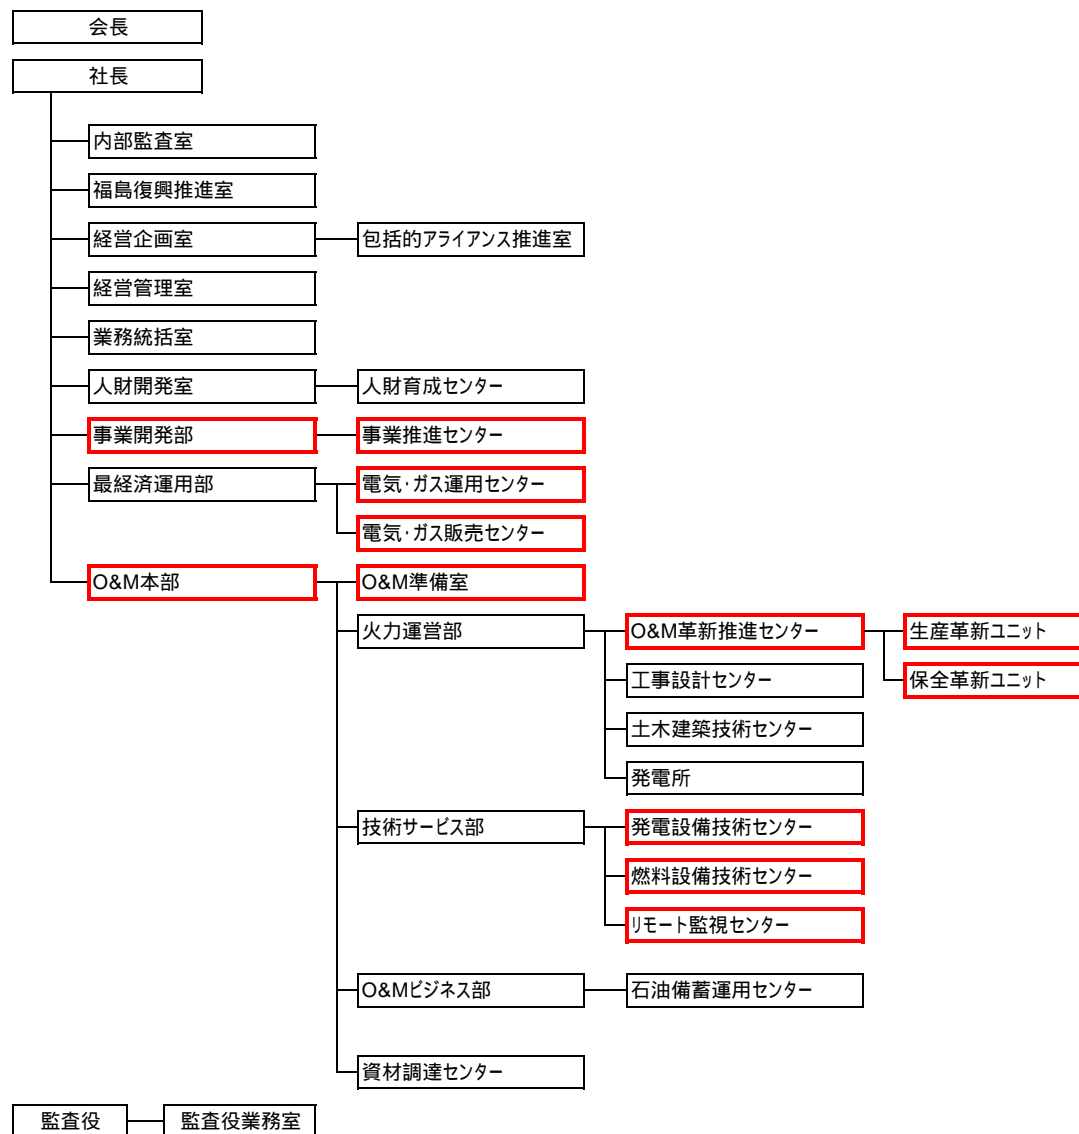 会長
社長
内部監査室
福島復興推進室
経営企画室
包括的アライアンス推進室
経営管理室
業務統括室
人財開発室
人財育成センター
事業開発部
事業推進センター
最経済運用部
電気・ガス運用センター
電気・ガス販売センター
O&M本部
O&M準備室
火力運営部
O&M革新推進センター
生産革新ユニット
保全革新ユニット
工事設計センター
土木建築技術センター
発電所
技術サービス部
発電設備技術センター
燃料設備技術センター
リモート監視センター
O&Mビジネス部
石油備蓄運用センター
資材調達センター
監査役
監査役業務室